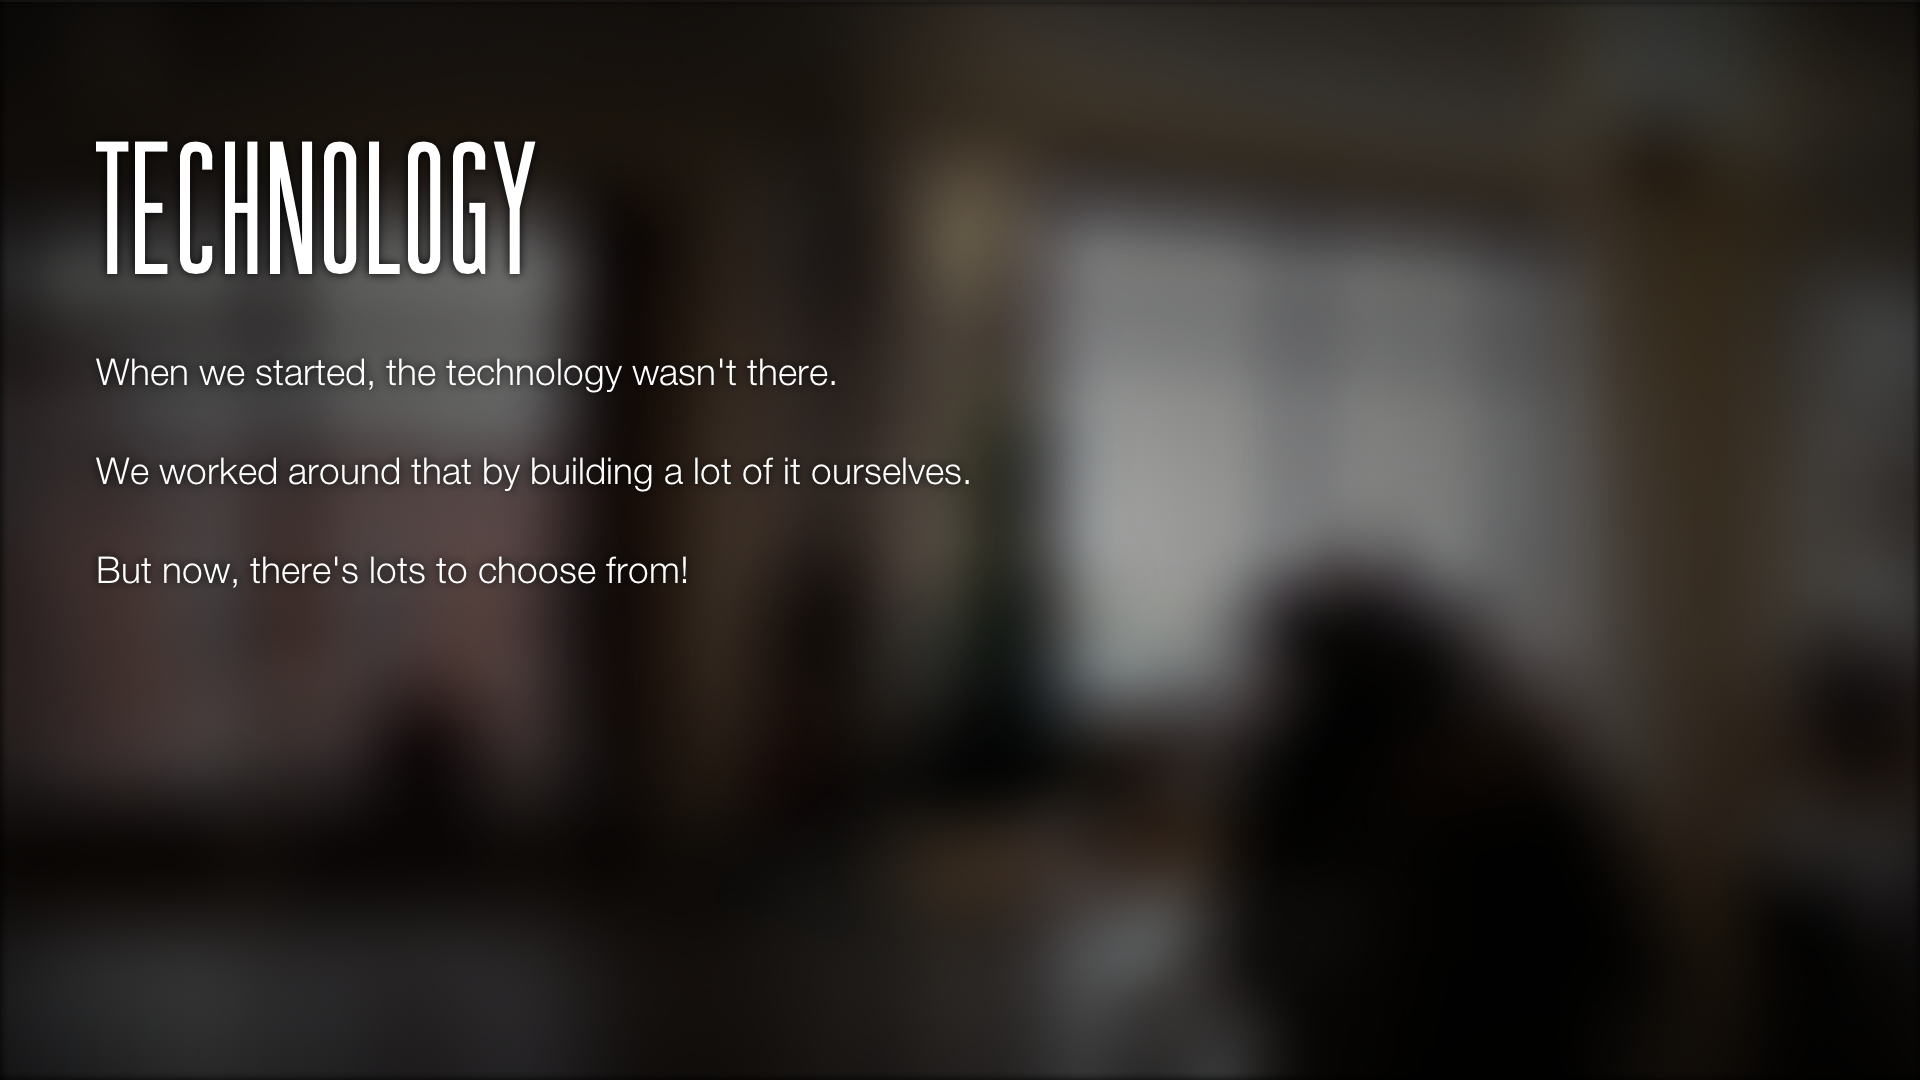 TECHNOLOGY
When we started, the technology wasn't there.
We worked around that by building a lot of it ourselves.
But now, there's lots to choose from!